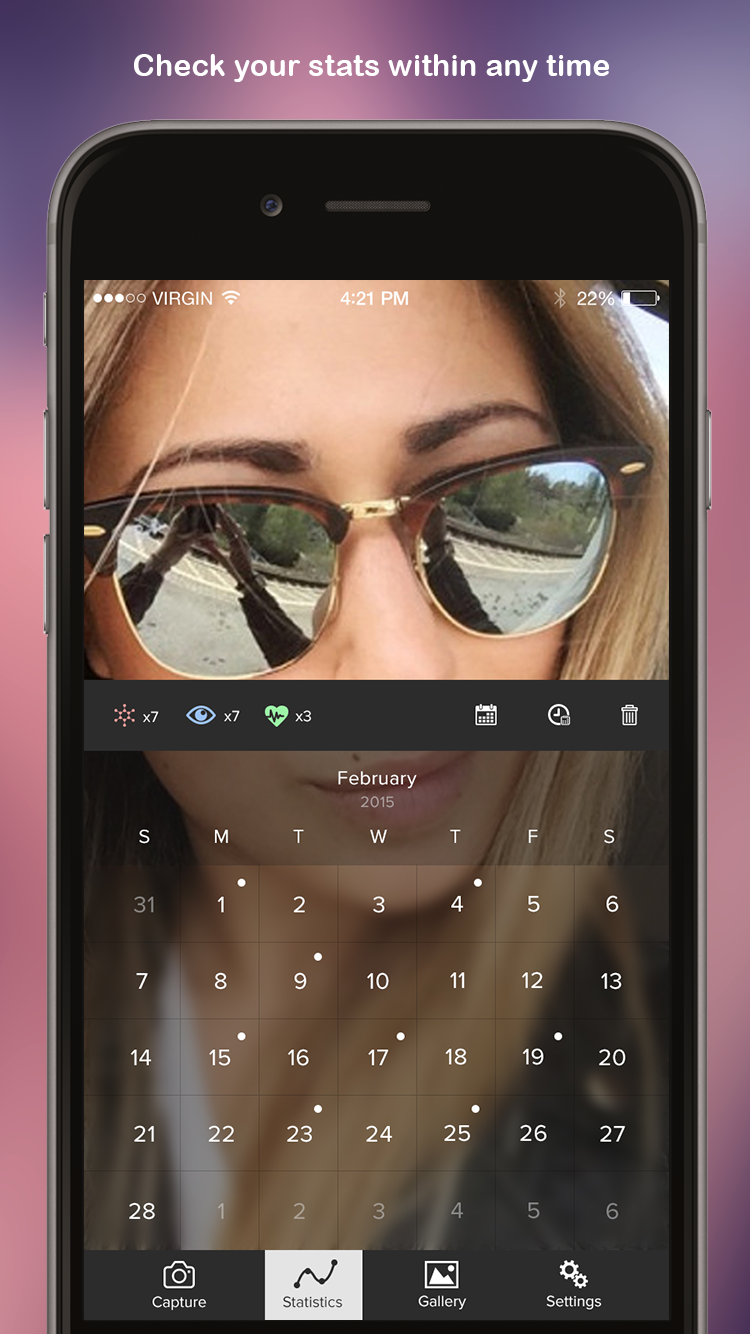 Check your stats within any time
VIRGIN 4:21 PM 22%
x7 x7 x3
February
2015
S M T W T F S
31 1 2 3 4 5 6
7 8 9 10 11 12 13
14 15 16 17 18 19 20
21 22 23 24 25 26 27
28 1 2 3 4 5 6
Capture Statistics Gallery Settings